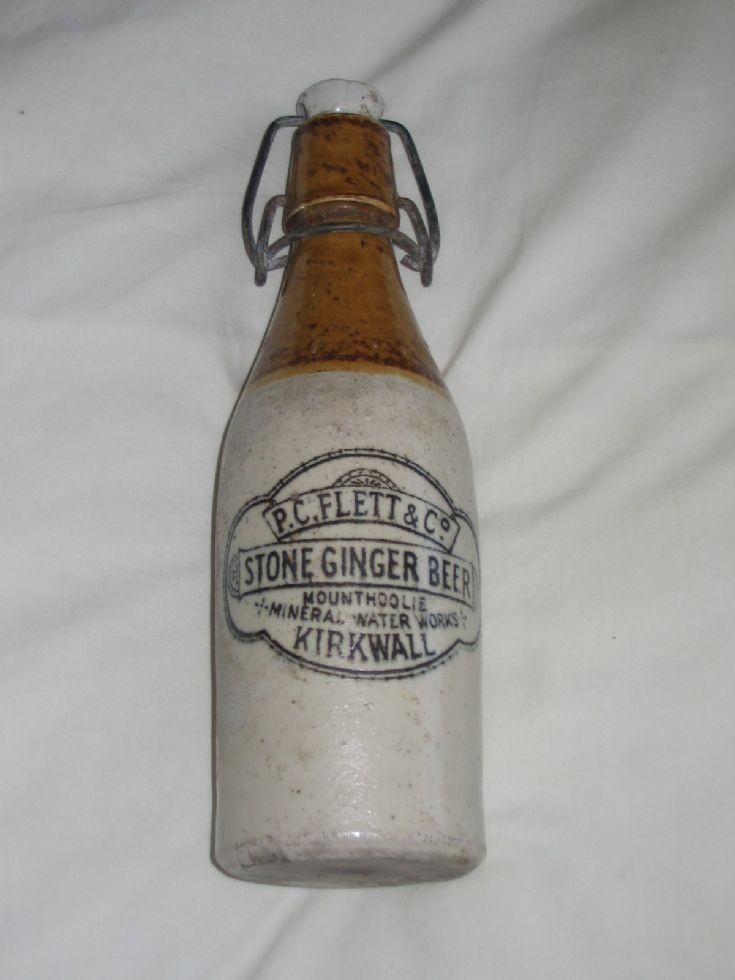 P.C.FLETT & Cº
STONE GINGER BEER
MOUNTHOOLIE
MINERAL WATER WORKS
KIRKWALL